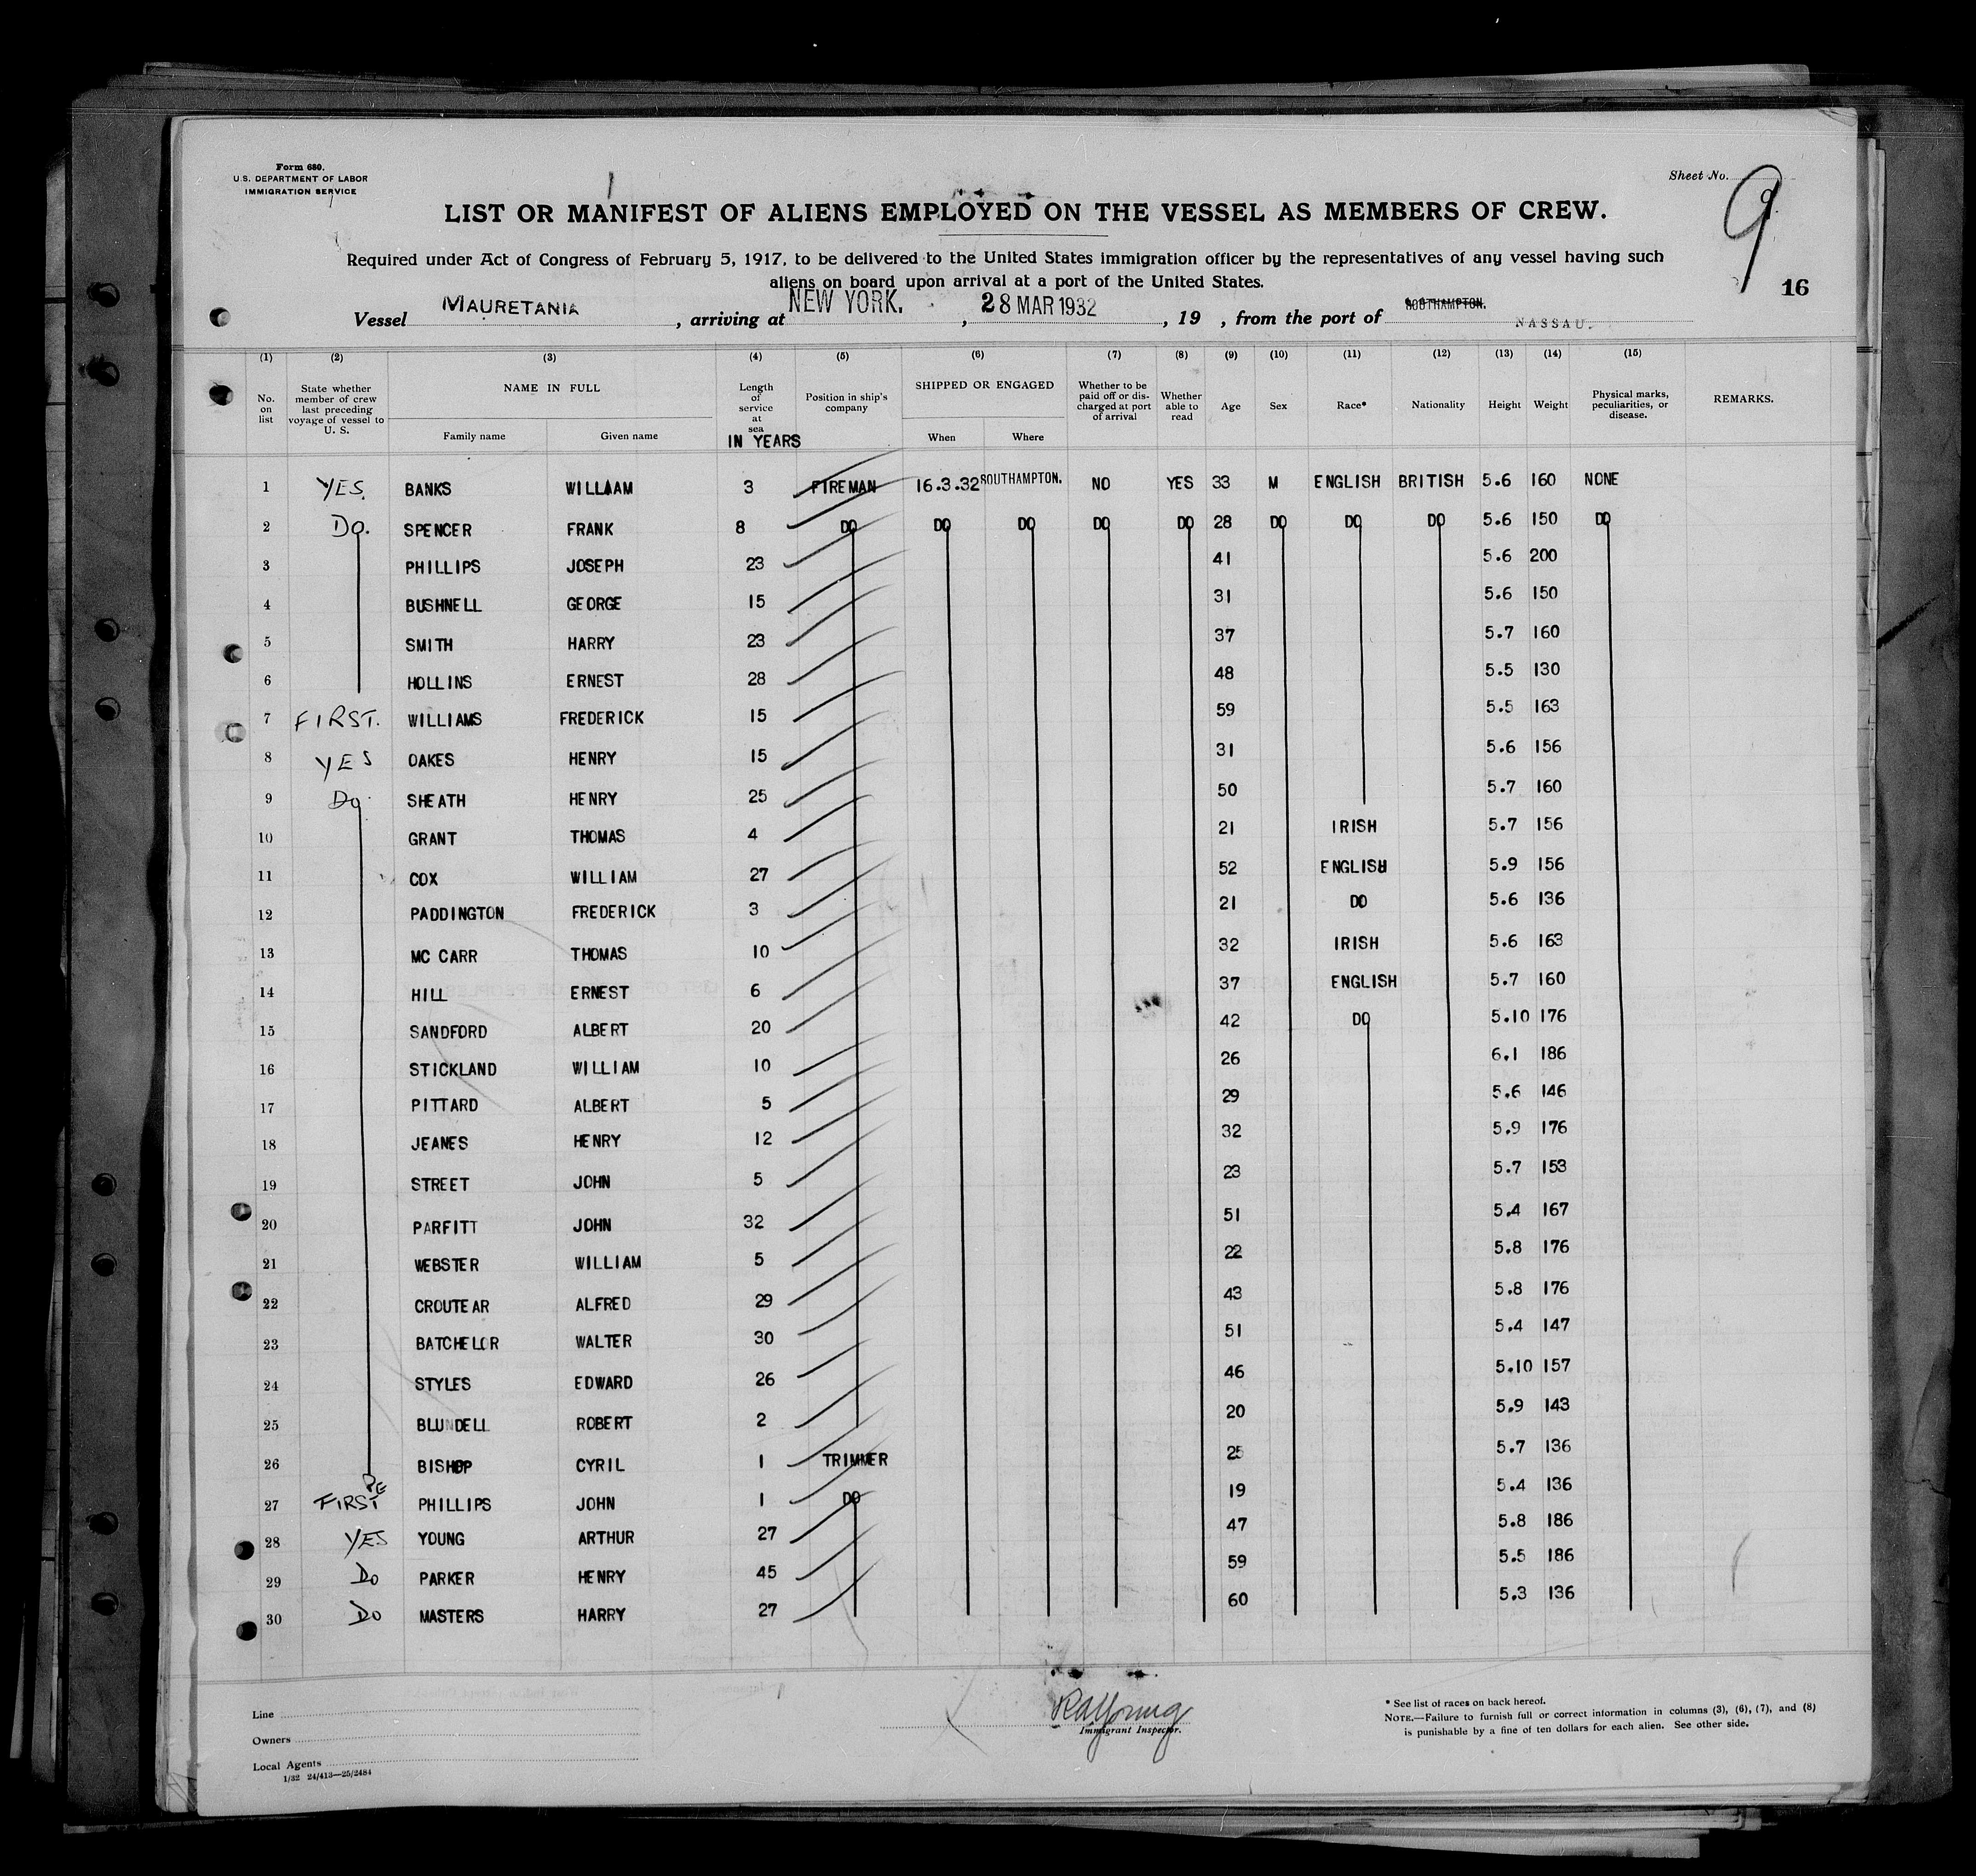 Form 680.
U.S. DEPARTMENT OF LABOR
IMMIGRATION SERVICE
Sheet No. 9
9
LIST OR MANIFEST OF ALIENS EMPLOYED ON THE VESSEL AS MEMBERS OF CREW.
Required under Act of Congress of February 5, 1917, to be delivered to the United States immigration officer by the representatives of any vessel having such
aliens on board upon arrival at a port of the United States.
16
Vessel MAURETANIA, arriving at NEW YORK., 28 MAR 1932, 19 , from the port of SOUTHAMPTON. NASSAU.
(1) (2) (3) (4) (5) (6) (7) (8) (9) (10) (11) (12) (13) (14) (15)
No. on list State whether member of crew last preceding voyage of vessel to U. S. NAME IN FULL Length of service at sea IN YEARS Position in ship's company SHIPPED OR ENGAGED Whether to be paid off or discharged at port of arrival Whether able to read Age Sex Race* Nationality Height Weight Physical marks, peculiarities, or disease. REMARKS.
Family name Given name When Where
1 YES. BANKS WILLIAM 3 FIREMAN 16.3.32 SOUTHAMPTON. NO YES 33 M ENGLISH BRITISH 5.6 160 NONE
2 Do. SPENCER FRANK 8 DO DO DO DO DO 28 DO DO DO 5.6 150 DO
3 PHILLIPS JOSEPH 23 41 5.6 200
4 BUSHNELL GEORGE 15 31 5.6 150
5 SMITH HARRY 23 37 5.7 160
6 HOLLINS ERNEST 28 48 5.5 130
7 FIRST. WILLIAMS FREDERICK 15 59 5.5 163
8 YES OAKES HENRY 15 31 5.6 156
9 Do. SHEATH HENRY 25 50 5.7 160
10 GRANT THOMAS 4 21 IRISH 5.7 156
11 COX WILLIAM 27 52 ENGLISH 5.9 156
12 PADDINGTON FREDERICK 3 21 DO 5.6 136
13 MC CARR THOMAS 10 32 IRISH 5.6 163
14 HILL ERNEST 6 37 ENGLISH 5.7 160
15 SANDFORD ALBERT 20 42 DO 5.10 176
16 STICKLAND WILLIAM 10 26 6.1 186
17 PITTARD ALBERT 5 29 5.6 146
18 JEANES HENRY 12 32 5.9 176
19 STREET JOHN 5 23 5.7 153
20 PARFITT JOHN 32 51 5.4 167
21 WEBSTER WILLIAM 5 22 5.8 176
22 CROUTEAR ALFRED 29 43 5.8 176
23 BATCHELOR WALTER 30 51 5.4 147
24 STYLES EDWARD 26 46 5.10 157
25 BLUNDELL ROBERT 2 20 5.9 143
26 BISHOP CYRIL 1 TRIMMER 25 5.7 136
27 FIRST PHILLIPS JOHN 1 DO 19 5.4 136
28 YES YOUNG ARTHUR 27 47 5.8 186
29 Do PARKER HENRY 45 59 5.5 186
30 Do MASTERS HARRY 27 60 5.3 136
Line
Owners
Local Agents
1/32 24/413—25/2484
RAYoung
Immigrant Inspector.
* See list of races on back hereof.
NOTE.—Failure to furnish full or correct information in columns (3), (6), (7), and (8)
is punishable by a fine of ten dollars for each alien. See other side.